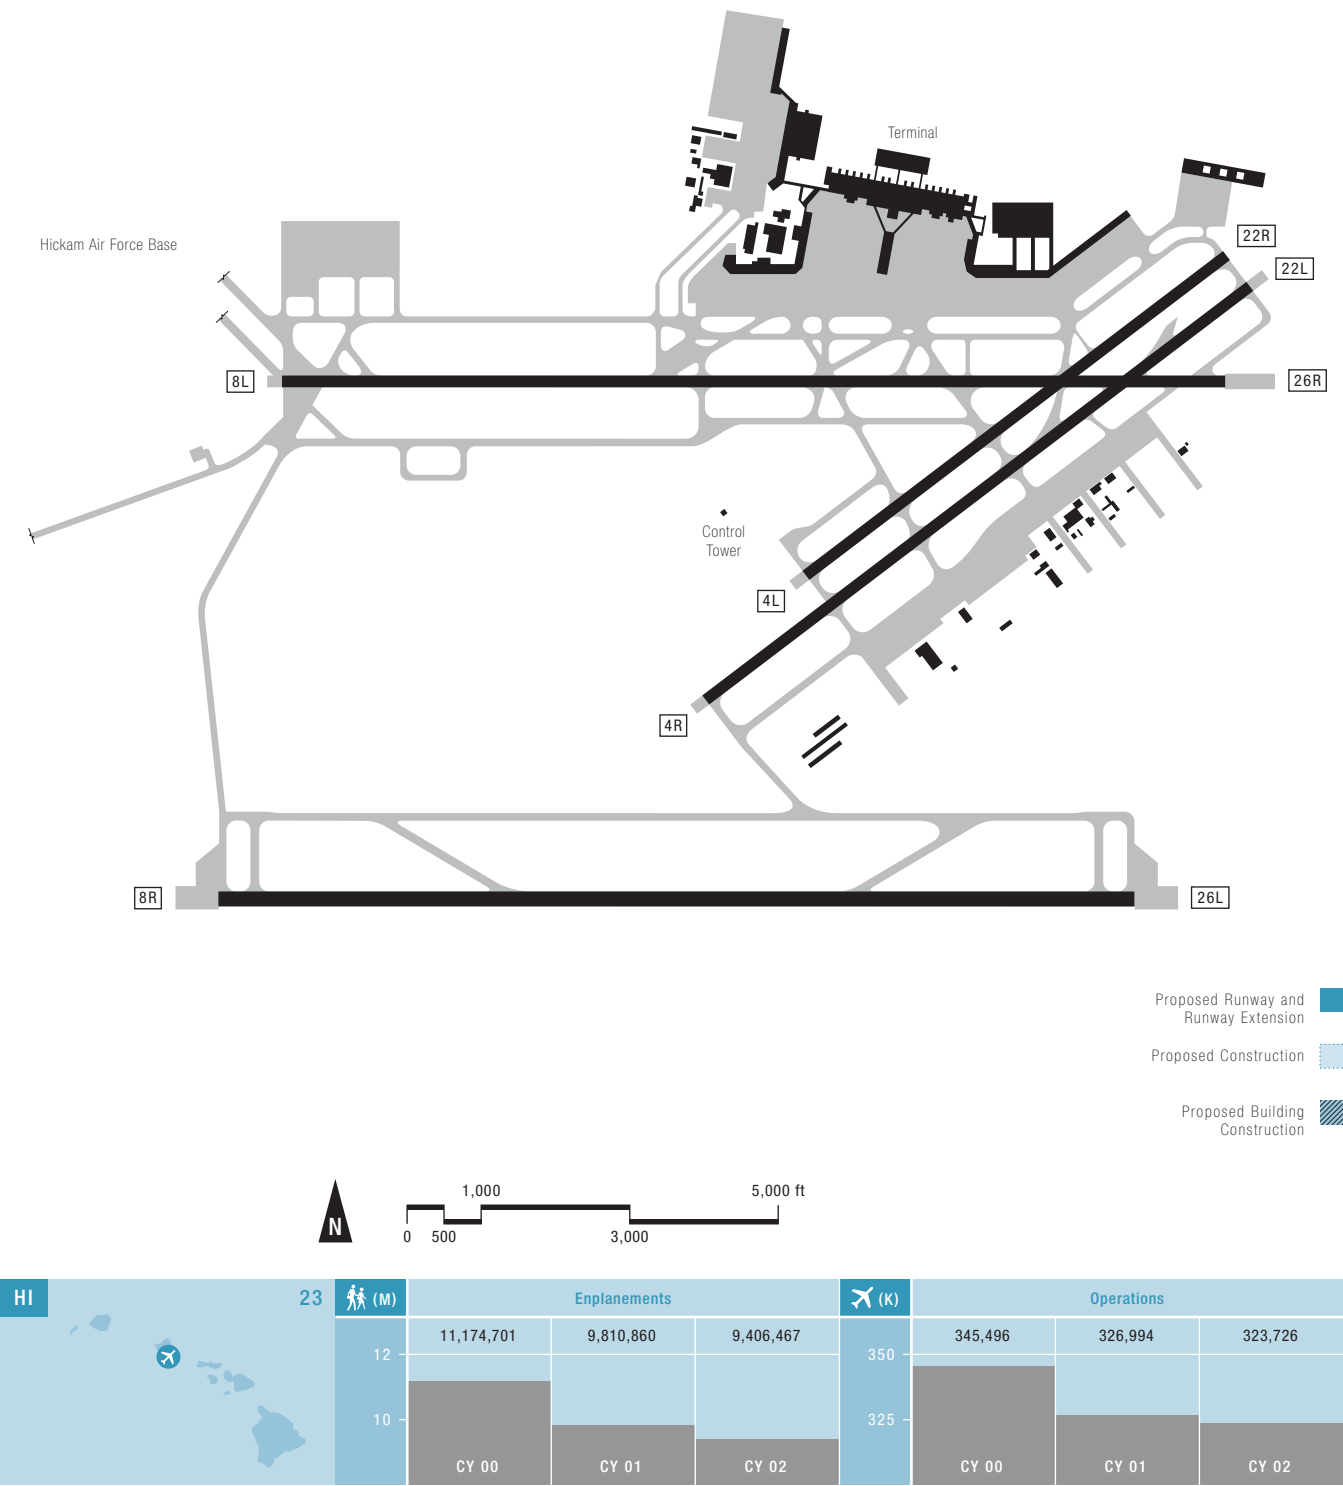 Terminal
Hickam Air Force Base
22R
22L
8L
26R
Control
Tower
4L
4R
8R
26L
Proposed Runway and
Runway Extension
Proposed Construction
Proposed Building
Construction
N
1,000
5,000 ft
0
500
3,000
HI
23
(M)
Enplanements
(K)
Operations
11,174,701
9,810,860
9,406,467
345,496
326,994
323,726
12
350
10
325
CY 00
CY 01
CY 02
CY 00
CY 01
CY 02